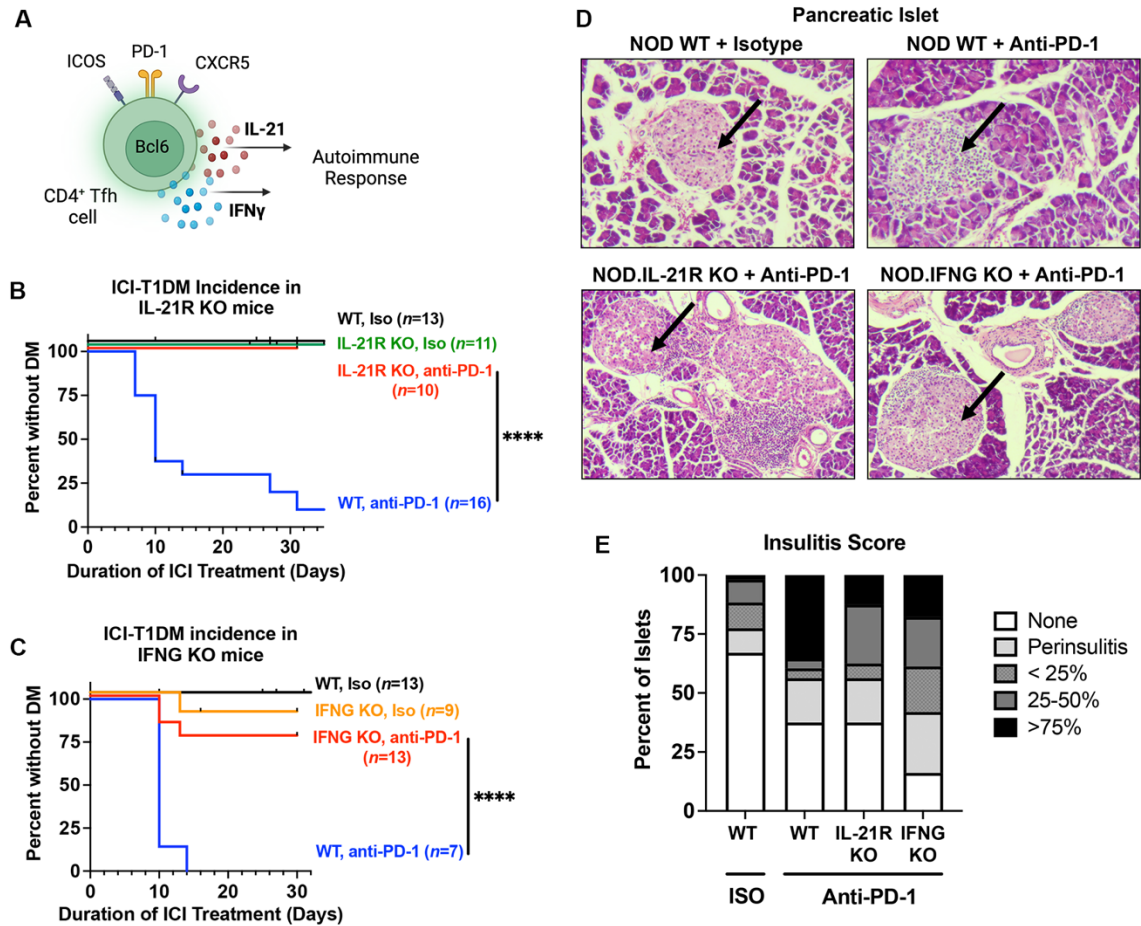 A
ICOS
PD-1
CXCR5
Bcl6
IL-21
IFNγ
CD4⁺ Tfh
cell
Autoimmune
Response
B
ICI-T1DM Incidence in
IL-21R KO mice
Percent without DM
100
75
50
25
0
0
10
20
30
Duration of ICI Treatment (Days)
WT, Iso (n=13)
IL-21R KO, Iso (n=11)
IL-21R KO, anti-PD-1
(n=10)
WT, anti-PD-1 (n=16)
****
C
ICI-T1DM incidence in
IFNG KO mice
Percent without DM
100
75
50
25
0
0
10
20
30
Duration of ICI Treatment (Days)
WT, Iso (n=13)
IFNG KO, Iso (n=9)
IFNG KO, anti-PD-1
(n=13)
WT, anti-PD-1 (n=7)
****
D
Pancreatic Islet
NOD WT + Isotype
NOD WT + Anti-PD-1
NOD.IL-21R KO + Anti-PD-1
NOD.IFNG KO + Anti-PD-1
E
Insulitis Score
Percent of Islets
100
75
50
25
0
WT
WT
IL-21R
KO
IFNG
KO
ISO
Anti-PD-1
None
Perinsulitis
< 25%
25-50%
>75%